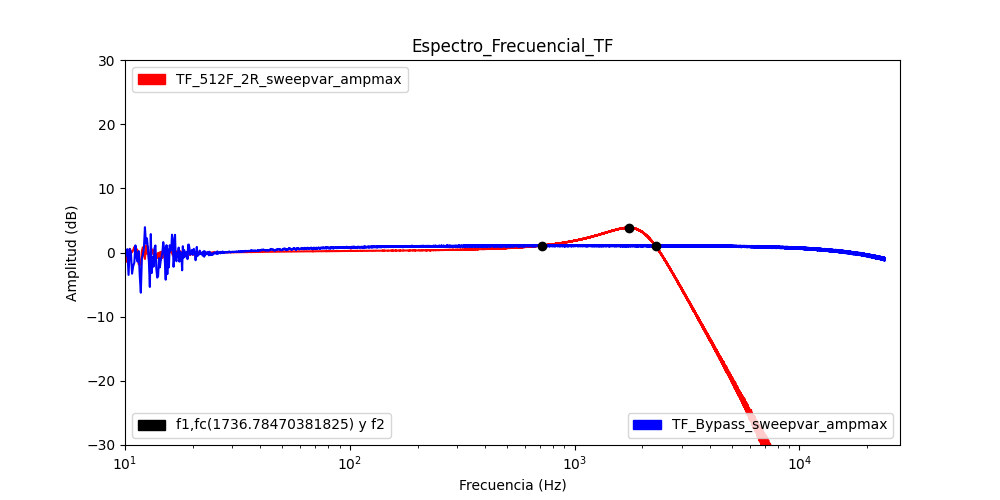 Espectro_Frecuencial_TF
30
20
10
0
−10
−20
−30
Amplitud (dB)
TF_512F_2R_sweepvar_ampmax
f1,fc(1736.78470381825) y f2
TF_Bypass_sweepvar_ampmax
10^1
10^2
10^3
10^4
Frecuencia (Hz)